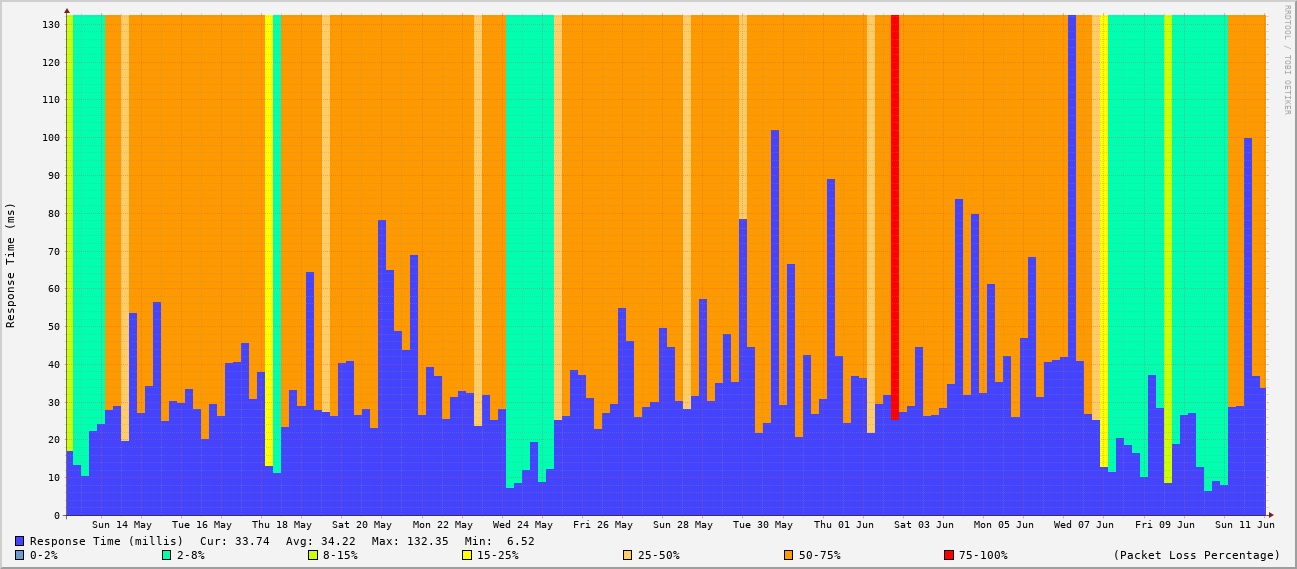 RRDTOOL / TOBI OETIKER
Response Time (ms)
130
120
110
100
90
80
70
60
50
40
30
20
10
0
Sun 14 May Tue 16 May Thu 18 May Sat 20 May Mon 22 May Wed 24 May Fri 26 May Sun 28 May Tue 30 May Thu 01 Jun Sat 03 Jun Mon 05 Jun Wed 07 Jun Fri 09 Jun Sun 11 Jun
Response Time (millis) Cur: 33.74 Avg: 34.22 Max: 132.35 Min: 6.52
0-2% 2-8% 8-15% 15-25% 25-50% 50-75% 75-100% (Packet Loss Percentage)